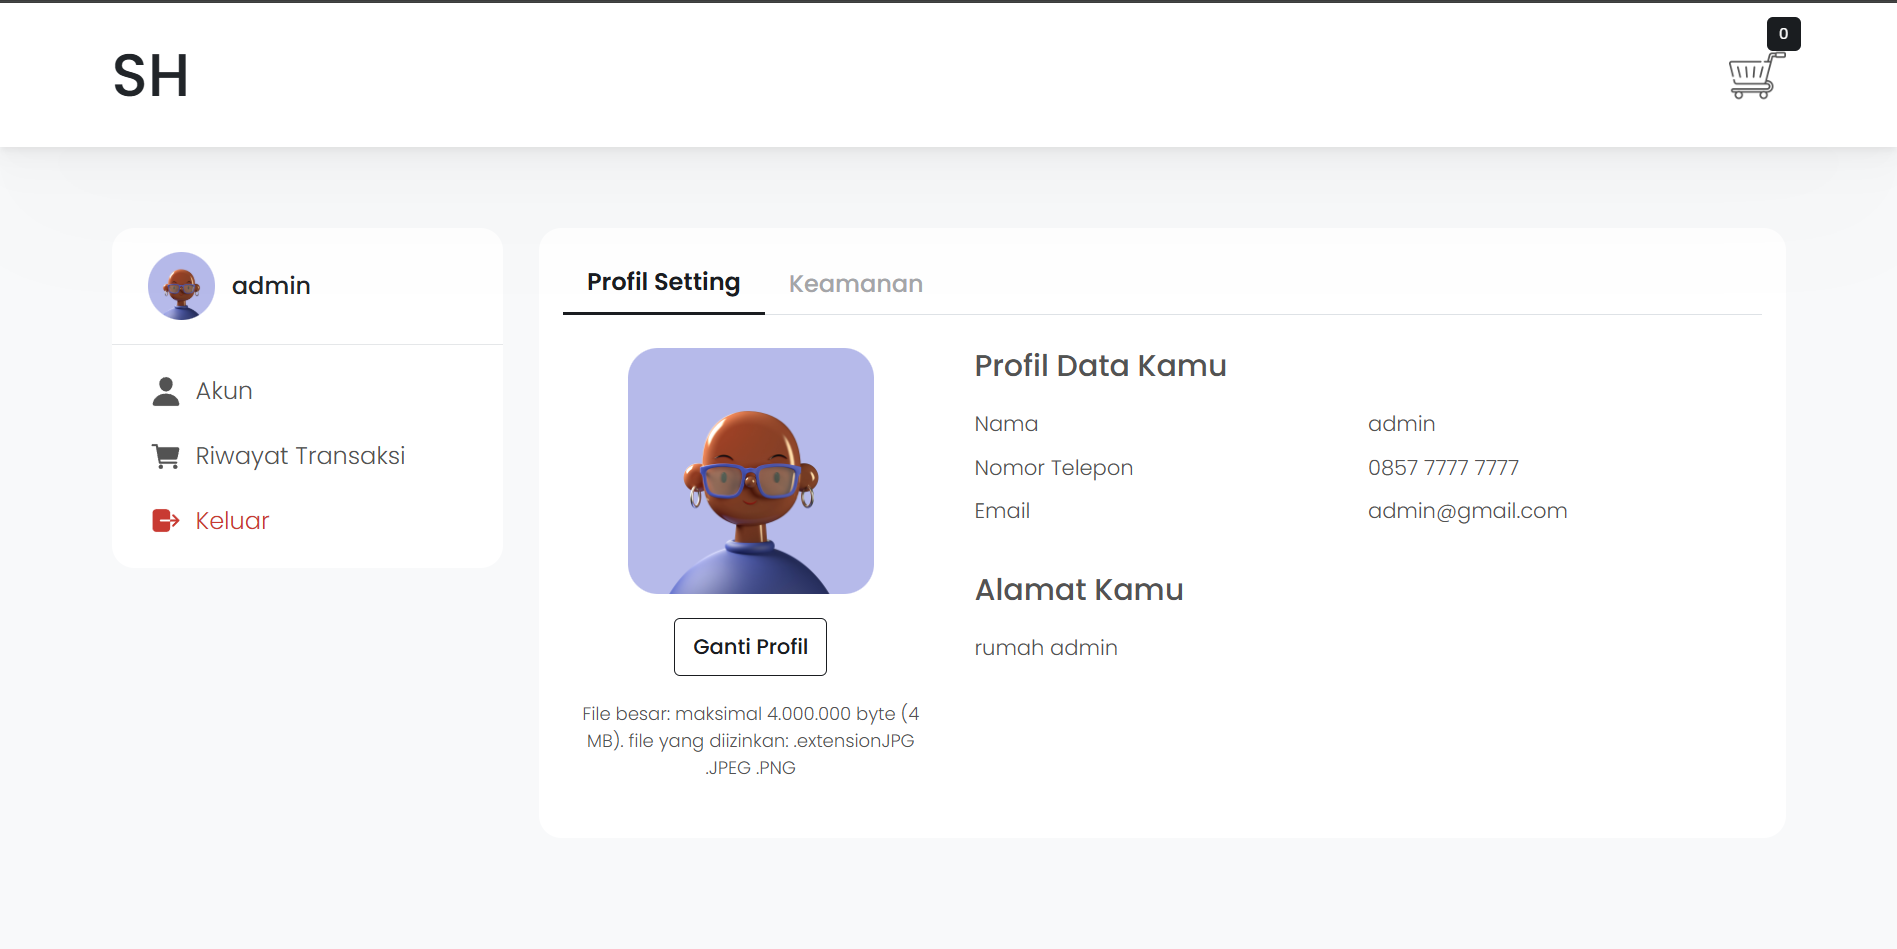 SH
0
admin
Akun
Riwayat Transaksi
Keluar
Profil Setting
Keamanan
Ganti Profil
File besar: maksimal 4.000.000 byte (4
MB). file yang diizinkan: .extensionJPG
.JPEG .PNG
Profil Data Kamu
Nama admin
Nomor Telepon 0857 7777 7777
Email admin@gmail.com
Alamat Kamu
rumah admin